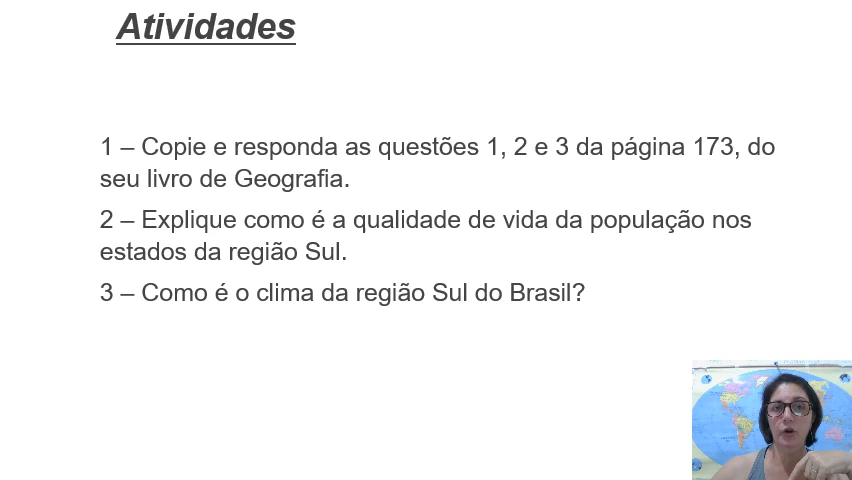 Atividades
1 – Copie e responda as questões 1, 2 e 3 da página 173, do
seu livro de Geografia.
2 – Explique como é a qualidade de vida da população nos
estados da região Sul.
3 – Como é o clima da região Sul do Brasil?